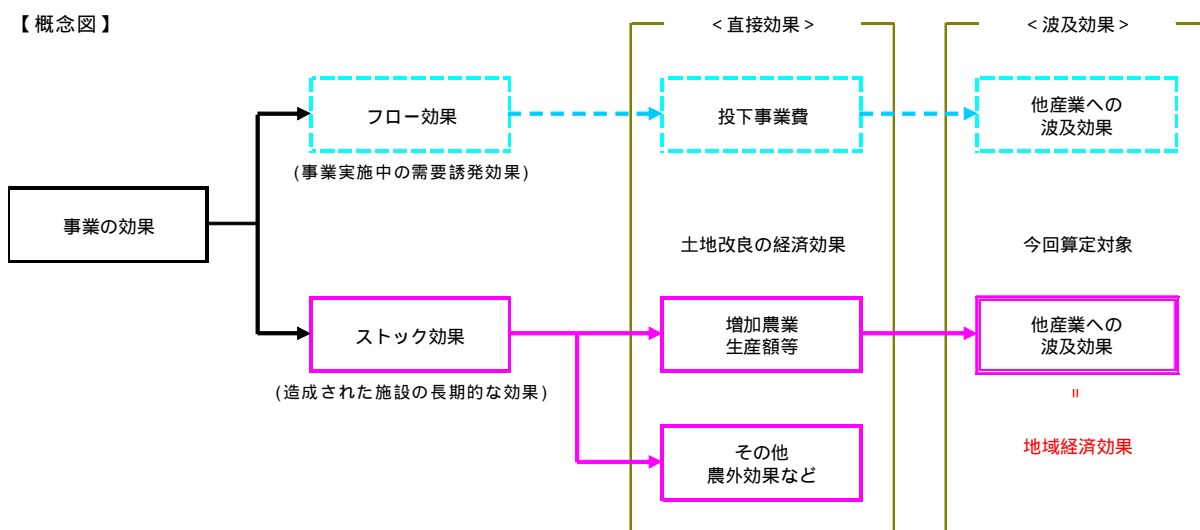 【概念図】
<直接効果>
<波及効果>
フロー効果
投下事業費
他産業への
波及効果
(事業実施中の需要誘発効果)
事業の効果
土地改良の経済効果
今回算定対象
ストック効果
増加農業
生産額等
他産業への
波及効果
(造成された施設の長期的な効果)
=
地域経済効果
その他
農外効果など